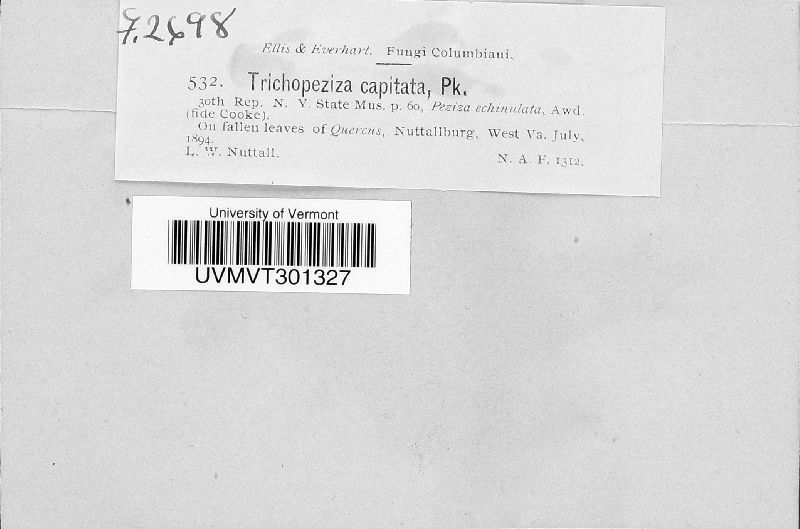 F.2698
Ellis & Everhart. Fungi Columbiani.
532. Trichopeziza capitata, Pk.
30th Rep. N. Y. State Mus. p. 60, Peziza echinulata, Awd.
(fide Cooke).
On fallen leaves of Quercus, Nuttallburg, West Va. July,
1894.
L. W. Nuttall. N. A. F. 1312.
University of Vermont
UVMVT301327